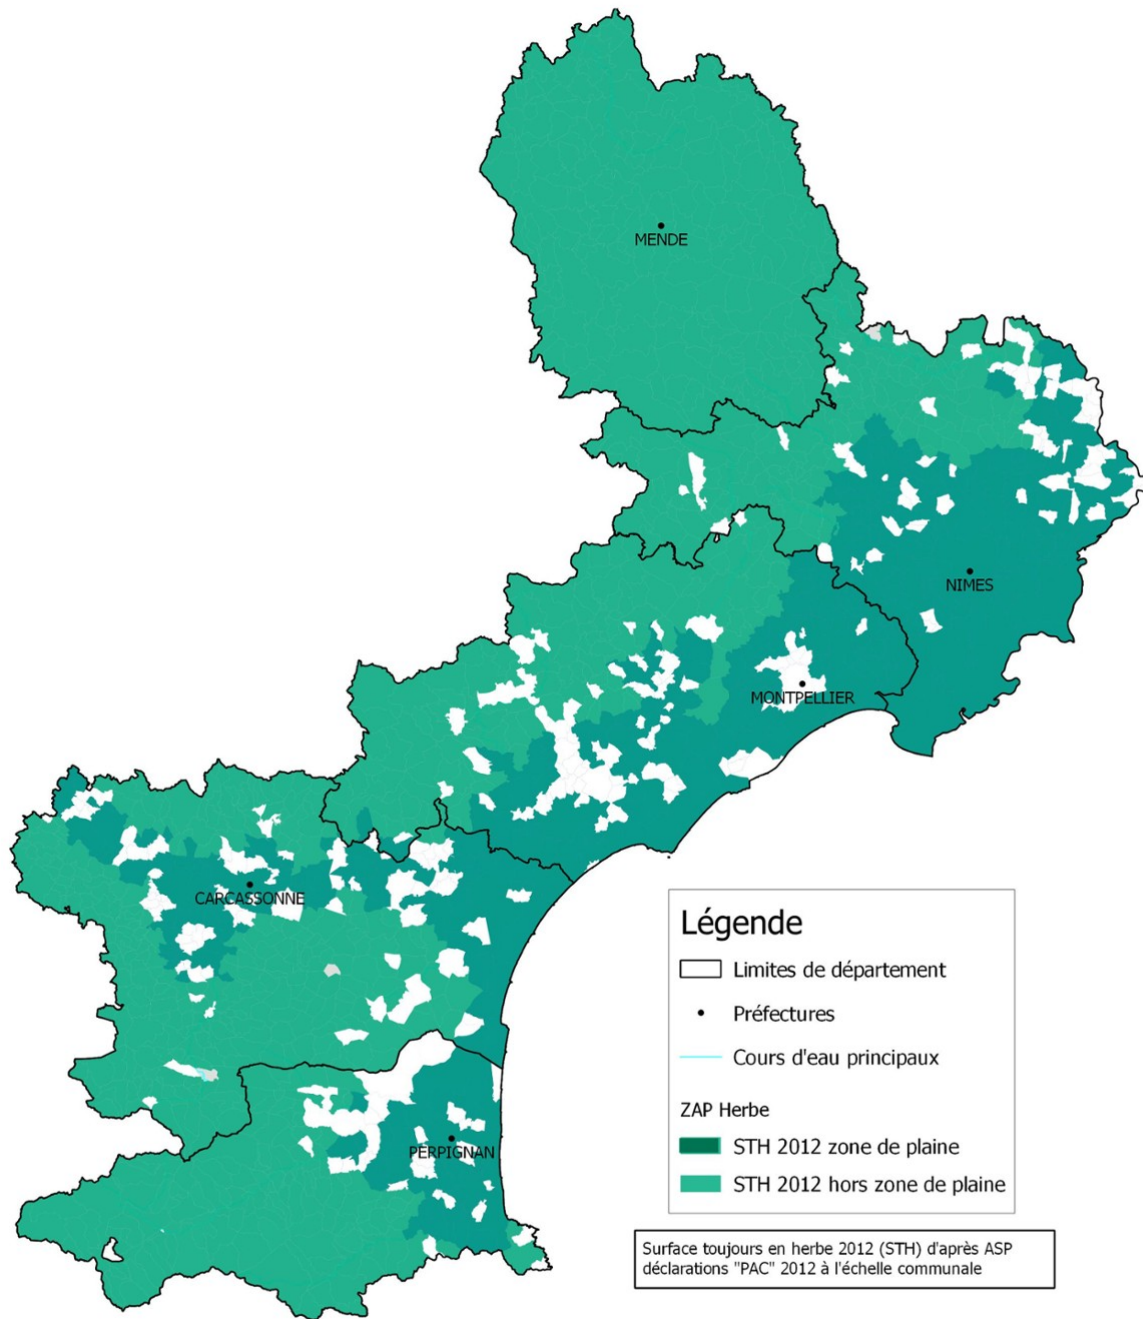 MENDE
NIMES
MONTPELLIER
CARCASSONNE
PERPIGNAN
Légende
Limites de département
Préfectures
Cours d'eau principaux
ZAP Herbe
STH 2012 zone de plaine
STH 2012 hors zone de plaine
Surface toujours en herbe 2012 (STH) d'après ASP
déclarations "PAC" 2012 à l'échelle communale